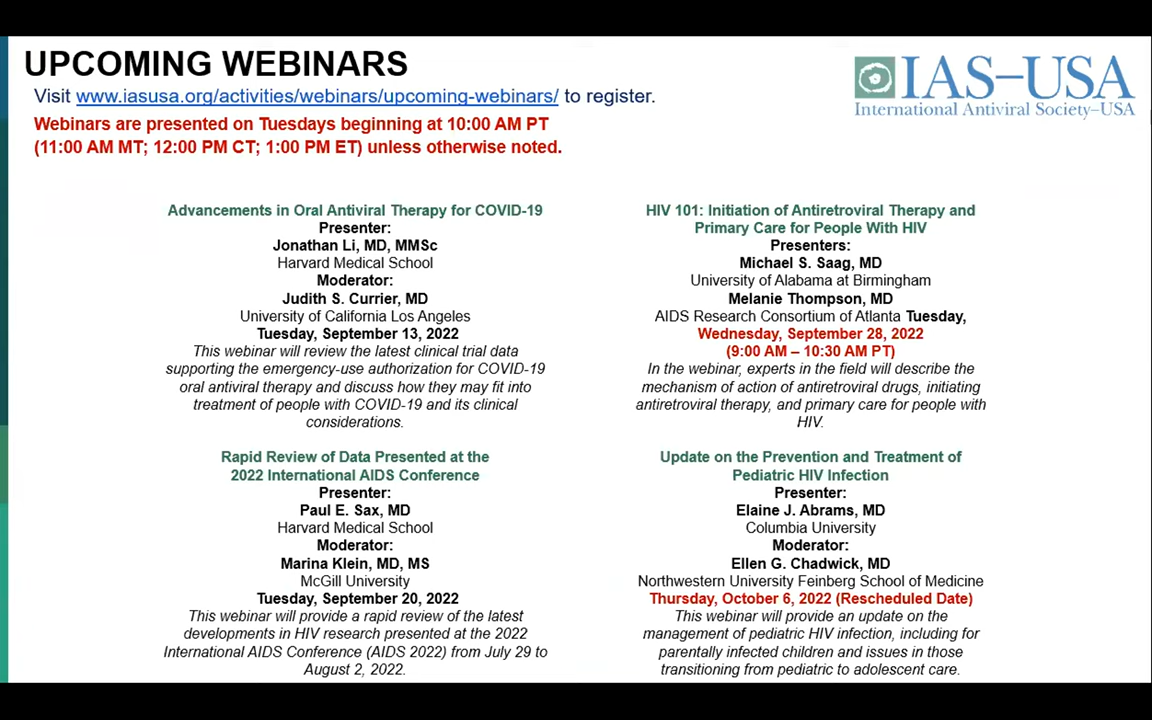 UPCOMING WEBINARS
Visit www.iasusa.org/activities/webinars/upcoming-webinars/ to register.
Webinars are presented on Tuesdays beginning at 10:00 AM PT
(11:00 AM MT; 12:00 PM CT; 1:00 PM ET) unless otherwise noted.
IAS–USA
International Antiviral Society–USA
Advancements in Oral Antiviral Therapy for COVID-19
Presenter:
Jonathan Li, MD, MMSc
Harvard Medical School
Moderator:
Judith S. Currier, MD
University of California Los Angeles
Tuesday, September 13, 2022
This webinar will review the latest clinical trial data
supporting the emergency-use authorization for COVID-19
oral antiviral therapy and discuss how they may fit into
treatment of people with COVID-19 and its clinical
considerations.
Rapid Review of Data Presented at the
2022 International AIDS Conference
Presenter:
Paul E. Sax, MD
Harvard Medical School
Moderator:
Marina Klein, MD, MS
McGill University
Tuesday, September 20, 2022
This webinar will provide a rapid review of the latest
developments in HIV research presented at the 2022
International AIDS Conference (AIDS 2022) from July 29 to
August 2, 2022.
HIV 101: Initiation of Antiretroviral Therapy and
Primary Care for People With HIV
Presenters:
Michael S. Saag, MD
University of Alabama at Birmingham
Melanie Thompson, MD
AIDS Research Consortium of Atlanta Tuesday,
Wednesday, September 28, 2022
(9:00 AM – 10:30 AM PT)
In the webinar, experts in the field will describe the
mechanism of action of antiretroviral drugs, initiating
antiretroviral therapy, and primary care for people with
HIV.
Update on the Prevention and Treatment of
Pediatric HIV Infection
Presenter:
Elaine J. Abrams, MD
Columbia University
Moderator:
Ellen G. Chadwick, MD
Northwestern University Feinberg School of Medicine
Thursday, October 6, 2022 (Rescheduled Date)
This webinar will provide an update on the
management of pediatric HIV infection, including for
parentally infected children and issues in those
transitioning from pediatric to adolescent care.